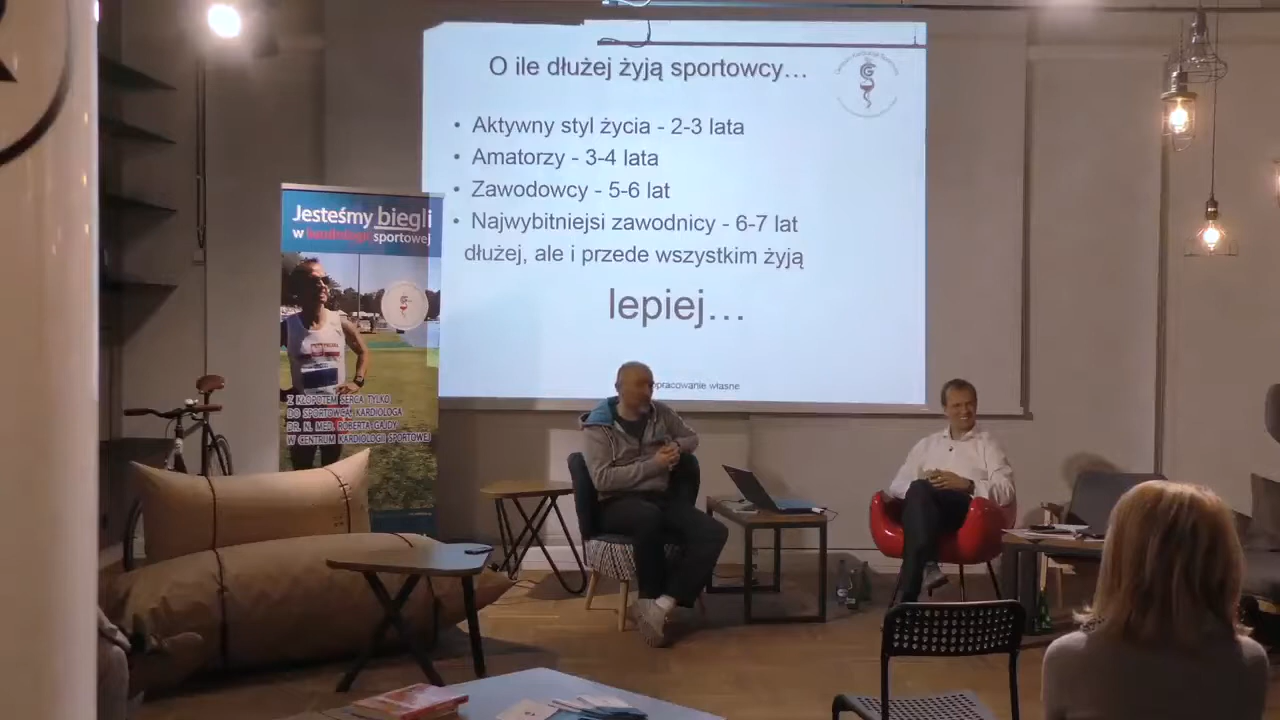 O ile dłużej żyją sportowcy…
• Aktywny styl życia - 2-3 lata
• Amatorzy - 3-4 lata
• Zawodowcy - 5-6 lat
• Najwybitniejsi zawodnicy - 6-7 lat
dłużej, ale i przede wszystkim żyją
lepiej…
opracowanie własne
Jesteśmy biegli
w kardiologii sportowej
Z KŁOPOTEM SERCA TYLKO
DO SPORTOWCA, KARDIOLOGA
DR. N. MED. ROBERTA GAJDY
W CENTRUM KARDIOLOGII SPORTOWEJ